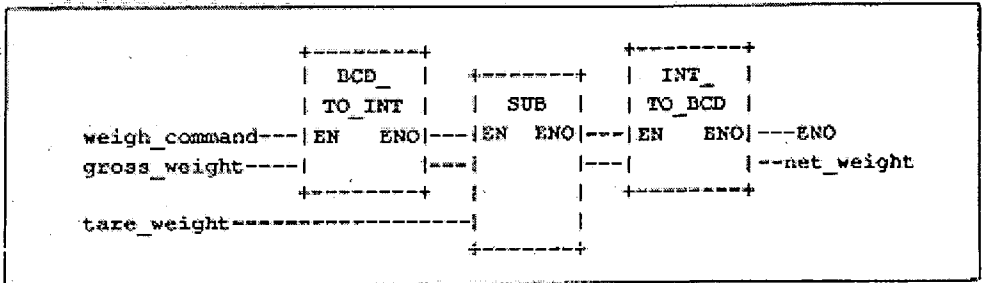 BCD_ INT_
TO_INT SUB TO_BCD
weigh_command---|EN ENO|---|EN ENO|---|EN ENO|---ENO
gross_weight----| |---| |---| |--net_weight
tare_weight